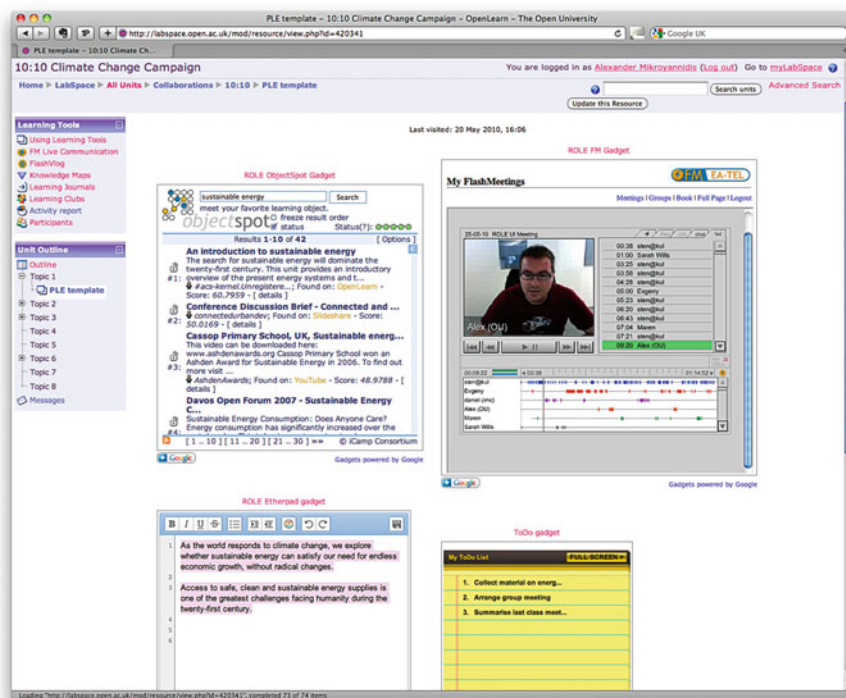 PLE template – 10:10 Climate Change Campaign – OpenLearn – The Open University
http://labspace.open.ac.uk/mod/resource/view.php?id=420341
Google UK
PLE template – 10:10 Climate Ch...
10:10 Climate Change Campaign
You are logged in as Alexander Mikroyannidis (Log out) Go to myLabSpace
Home LabSpace All Units Collaborations 10:10 PLE template
Search units
Advanced Search
Update this Resource
Last visited: 20 May 2010, 16:06
Learning Tools
Using Learning Tools
FM Live Communication
FlashVlog
Knowledge Maps
Learning Journals
Learning Clubs
Activity report
Participants
Unit Outline
Outline
Topic 1
PLE template
Topic 2
Topic 3
Topic 4
Topic 5
Topic 6
Topic 7
Topic 8
Messages
ROLE ObjectSpot Gadget
sustainable energy
Search
meet your favorite learning object.
objectspot
freeze result order
status
Status(?):
Results 1-10 of 42
[ Options ]
An introduction to sustainable energy
The search for sustainable energy will dominate the
twenty-first century. This unit provides an introductory
#1: overview of the present energy systems and t...
#acs-kernel.Unregistere...; Found on: OpenLearn -
Score: 60.7959 - [ details ]
Conference Discussion Brief - Connected and ...
#2: connectedurbandev; Found on: Slideshare - Score:
50.0169 - [ details ]
Cassop Primary School, UK, Sustainable energ...
This video can be downloaded here:
www.ashdenawards.org Cassop Primary School won an
Ashden Award for Sustainable Energy in 2006. To find out
#3: more visit ...
AshdenAwards; Found on: YouTube - Score: 48.9788 - [
details ]
Davos Open Forum 2007 - Sustainable Energy
C...
Sustainable Energy Consumption: Does Anyone Care?
#4: Energy consumption has significantly increased over the
[ 1 .. 10 ] [ 11 .. 20 ] [ 21 .. 30 ] »»
© iCamp Consortium
Google
Gadgets powered by Google
ROLE FM Gadget
My FlashMeetings
FM EA-TEL
Meetings | Groups | Book | Full Page | Logout
25-05-10 ROLE UI Meeting
Alex (OU)
00:38 sten@kul
01:00 Sarah Wills
03:25 sten@kul
03:56 sten@kul
04:28 sten@kul
05:00 Evgeny
05:23 sten@kul
06:20 sten@kul
06:43 sten@kul
07:04 Maren
07:21 sten@kul
09:20 Alex (OU)
00:09:22
00:38
01:14:52
sten@kul
Evgeny
daniel (imc)
Alex (OU)
Maren
Sarah Wills
Google
Gadgets powered by Google
ROLE Etherpad gadget
B I U S
1 As the world responds to climate change, we explore
whether sustainable energy can satisfy our need for endless
economic growth, without radical changes.
2
3 Access to safe, clean and sustainable energy supplies is
one of the greatest challenges facing humanity during the
twenty-first century.
4
5
6
ToDo gadget
My ToDo List
FULL SCREEN
1. Collect material on energ...
2. Arrange group meeting
3. Summarise last class meet...
Loading "http://labspace.open.ac.uk/mod/resource/view.php?id=420341", completed 73 of 74 items